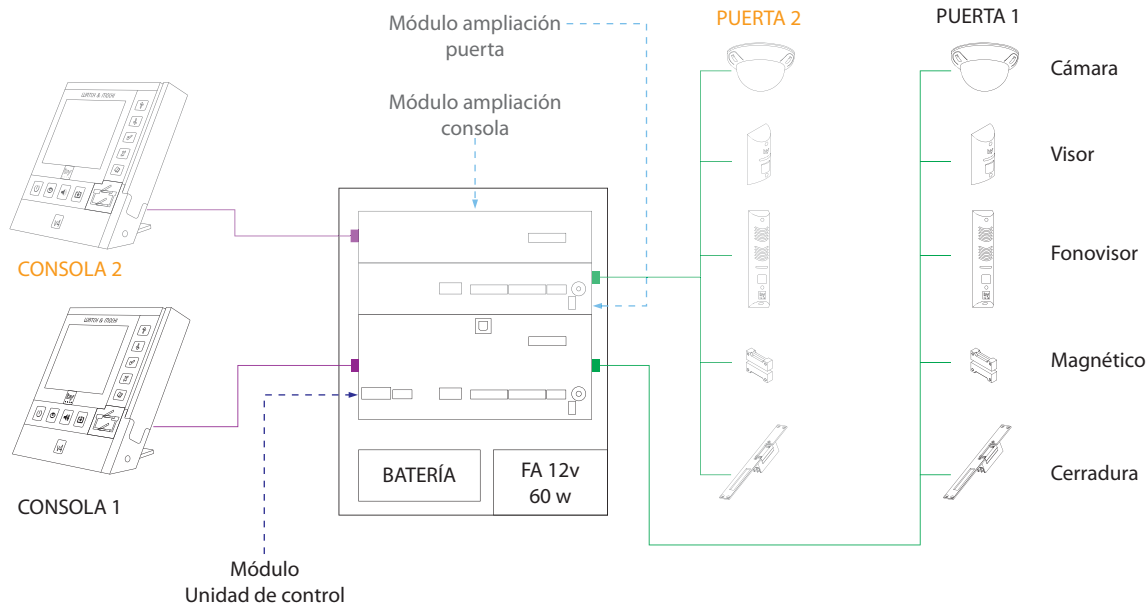 Módulo ampliación
puerta
PUERTA 2
PUERTA 1
Cámara
Módulo ampliación
consola
Visor
Fonovisor
CONSOLA 2
Magnético
BATERÍA
FA 12v
60 w
Cerradura
CONSOLA 1
Módulo
Unidad de control